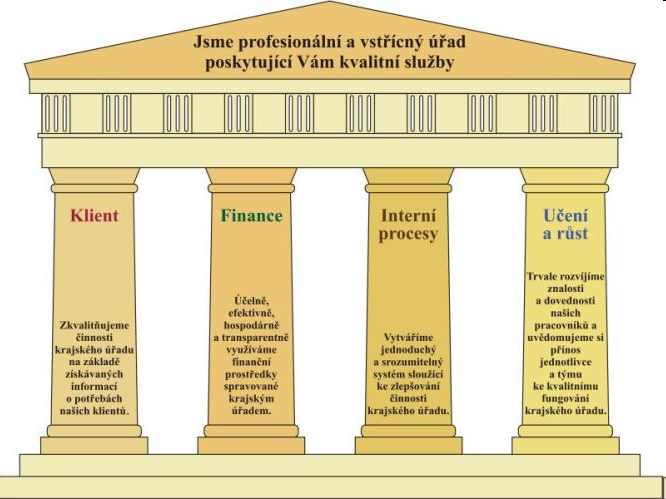 Jsme profesionální a vstřícný úřad
poskytující Vám kvalitní služby
Klient
Zkvalitňujeme
činnosti
krajského úřadu
na základě
získávaných
informací
o potřebách
našich klientů.
Finance
Účelně,
efektivně,
hospodárně
a transparentně
využíváme
finanční
prostředky
spravované
krajským
úřadem.
Interní
procesy
Vytváříme
jednoduchý
a srozumitelný
systém sloužící
ke zlepšování
činnosti
krajského úřadu.
Učení
a růst
Trvale rozvíjíme
znalosti
a dovednosti
našich
pracovníků a
uvědomujeme si
přínos
jednotlivce
a týmu
ke kvalitnímu
fungování
krajského úřadu.